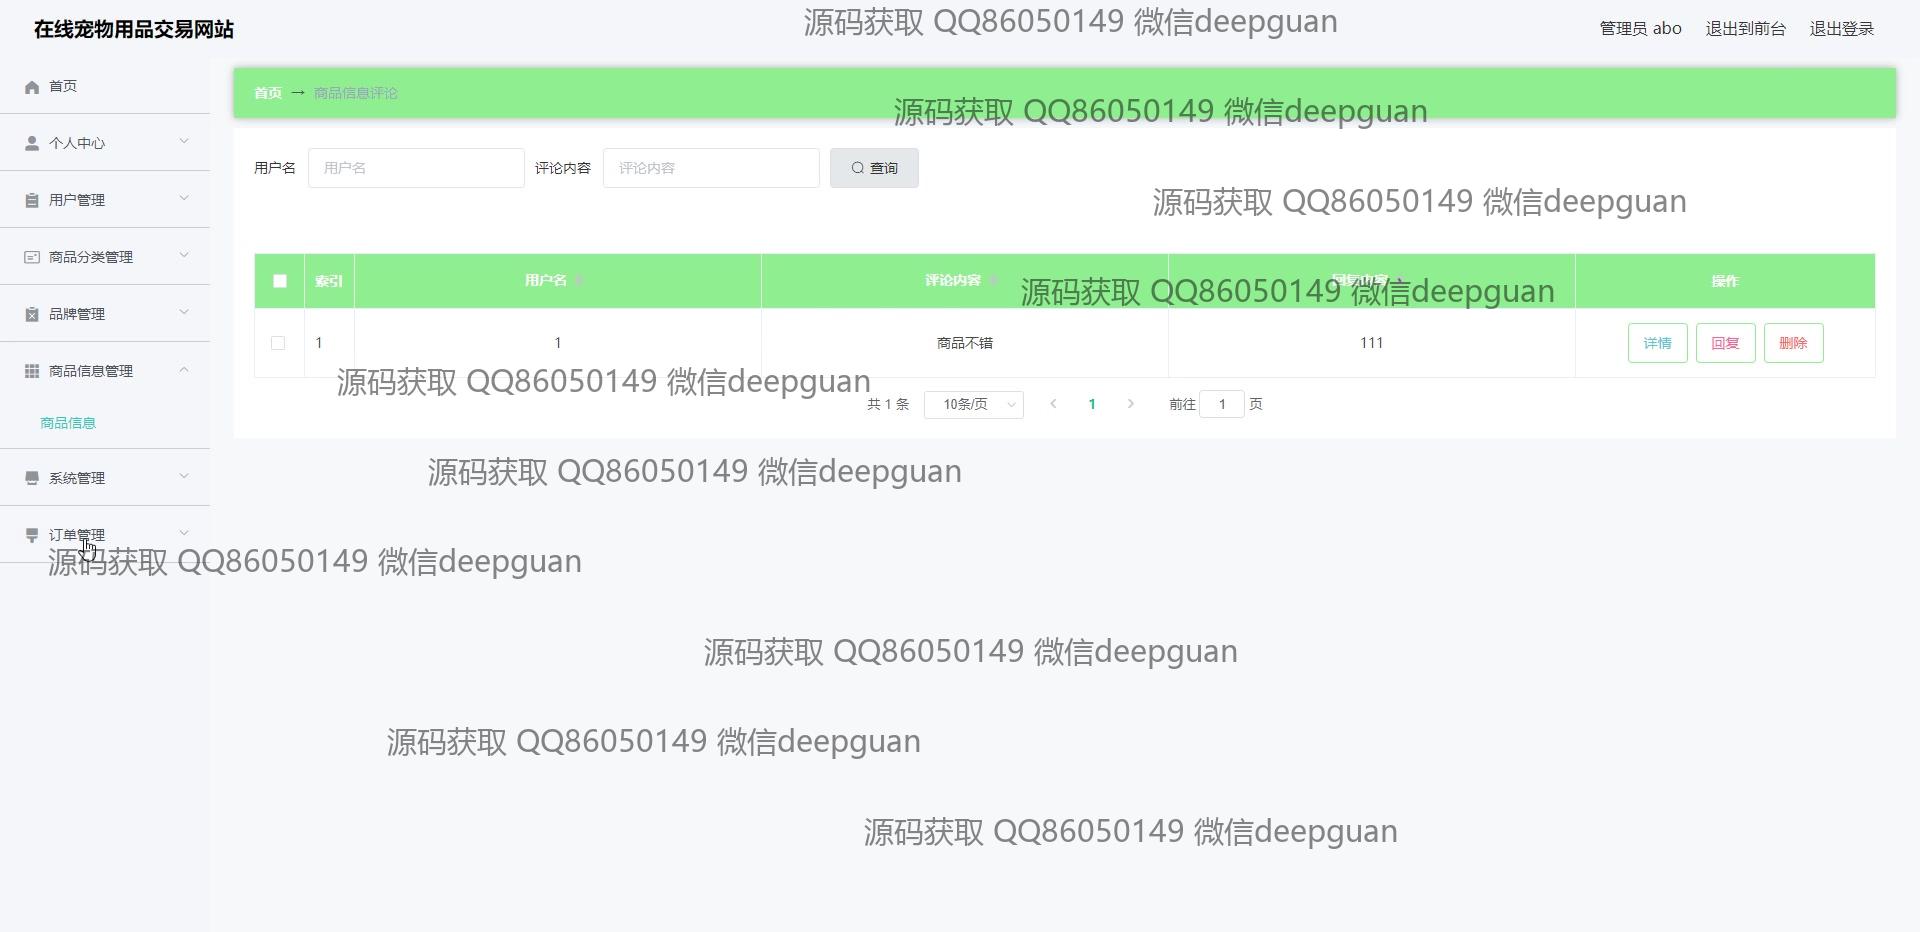 在线宠物用品交易网站
源码获取 QQ86050149 微信deepguan
管理员 abo 退出到前台 退出登录
首页
个人中心
用户管理
商品分类管理
品牌管理
商品信息管理
商品信息
系统管理
订单管理
首页 → 商品信息评论
源码获取 QQ86050149 微信deepguan
用户名 用户名 评论内容 评论内容 查询
源码获取 QQ86050149 微信deepguan
索引 用户名 评论内容 回复内容 操作
源码获取 QQ86050149 微信deepguan
1 1 商品不错 111 详情 回复 删除
源码获取 QQ86050149 微信deepguan
共 1 条 10条/页 1 前往 1 页
源码获取 QQ86050149 微信deepguan
源码获取 QQ86050149 微信deepguan
源码获取 QQ86050149 微信deepguan
源码获取 QQ86050149 微信deepguan
源码获取 QQ86050149 微信deepguan